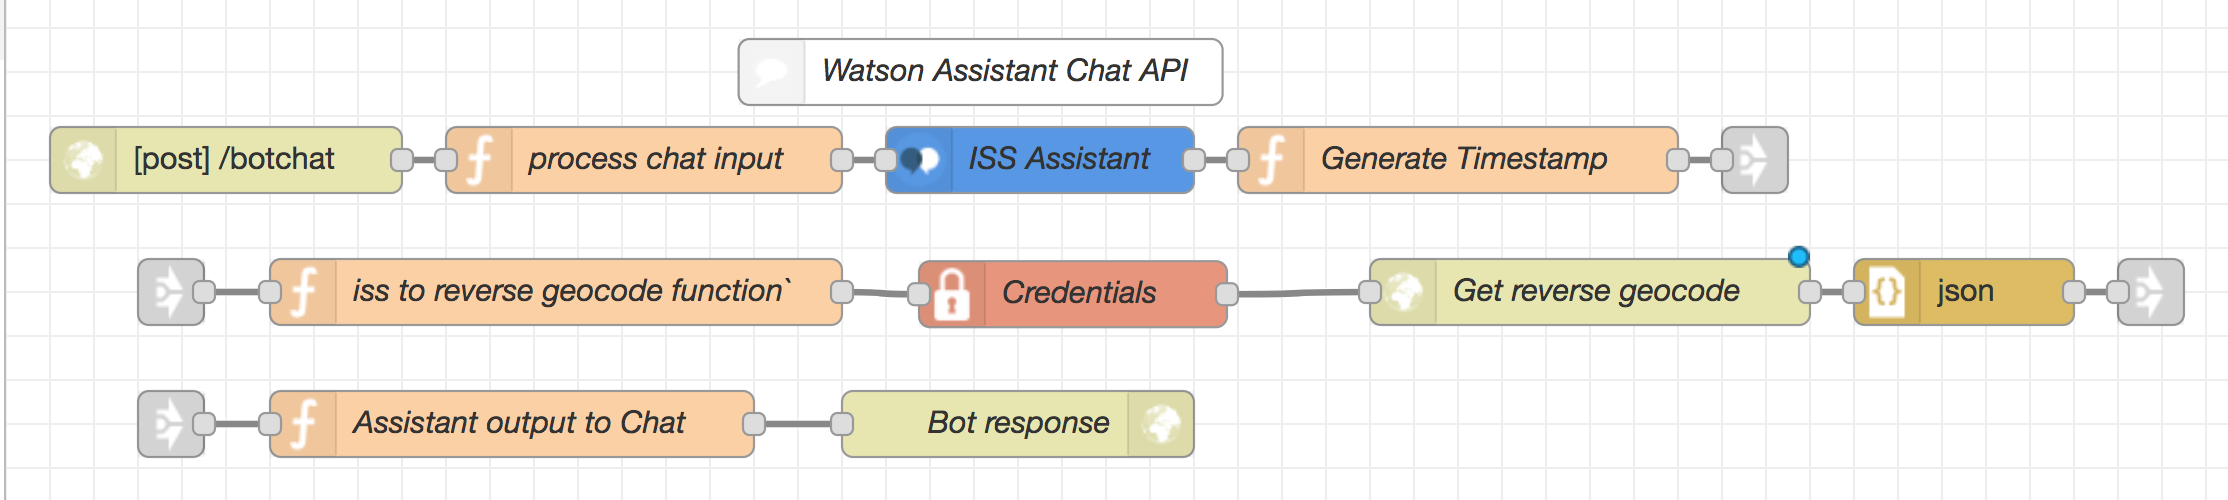 Watson Assistant Chat API
[post] /botchat
process chat input
ISS Assistant
Generate Timestamp
iss to reverse geocode function`
Credentials
Get reverse geocode
json
Assistant output to Chat
Bot response